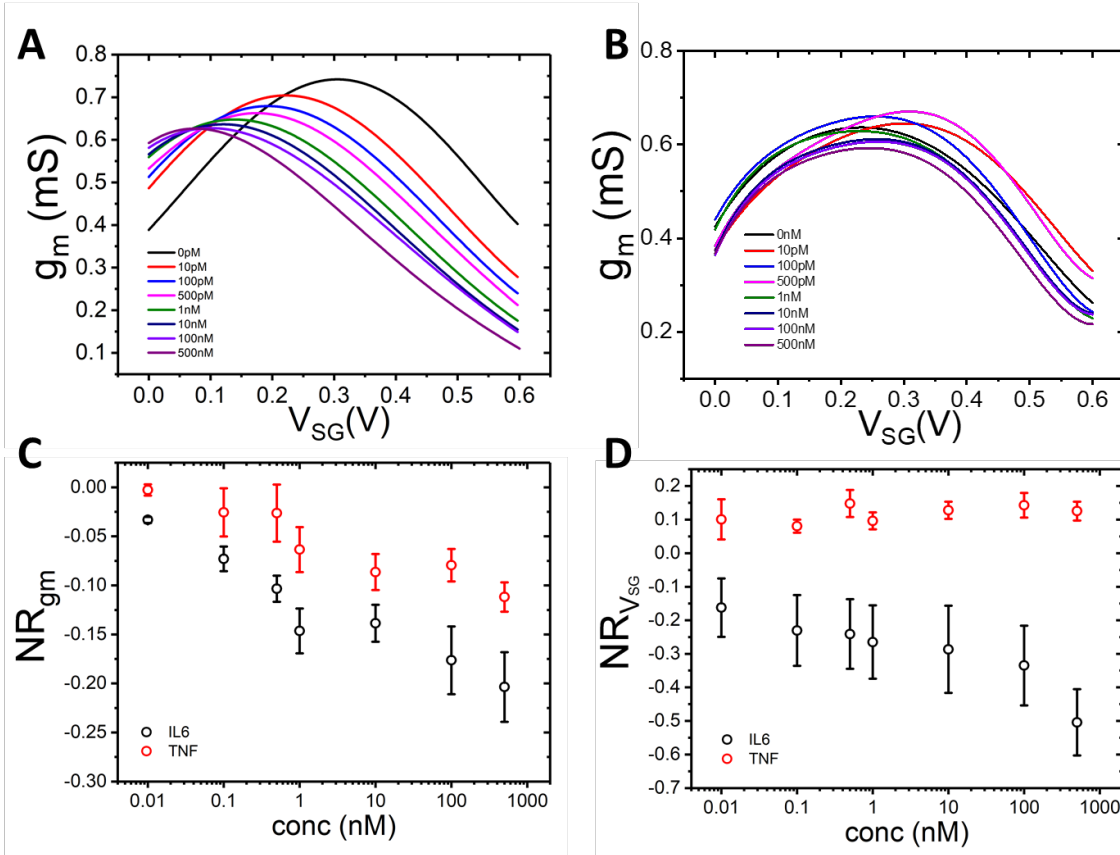 A
0.8
0.7
0.6
0.5
0.4
0.3
0.2
0.1
gm (mS)
0pM
10pM
100pM
500pM
1nM
10nM
100nM
500nM
0.0 0.1 0.2 0.3 0.4 0.5 0.6
VSG(V)
B
0.8
0.6
0.4
0.2
gm (mS)
0nM
10pM
100pM
500pM
1nM
10nM
100nM
500nM
0.0 0.1 0.2 0.3 0.4 0.5 0.6
VSG(V)
C
0.00
-0.05
-0.10
-0.15
-0.20
-0.25
-0.30
NRgm
IL6
TNF
0.01 0.1 1 10 100 1000
conc (nM)
D
0.2
0.1
0.0
-0.1
-0.2
-0.3
-0.4
-0.5
-0.6
-0.7
NRVSG
IL6
TNF
0.01 0.1 1 10 100 1000
conc (nM)